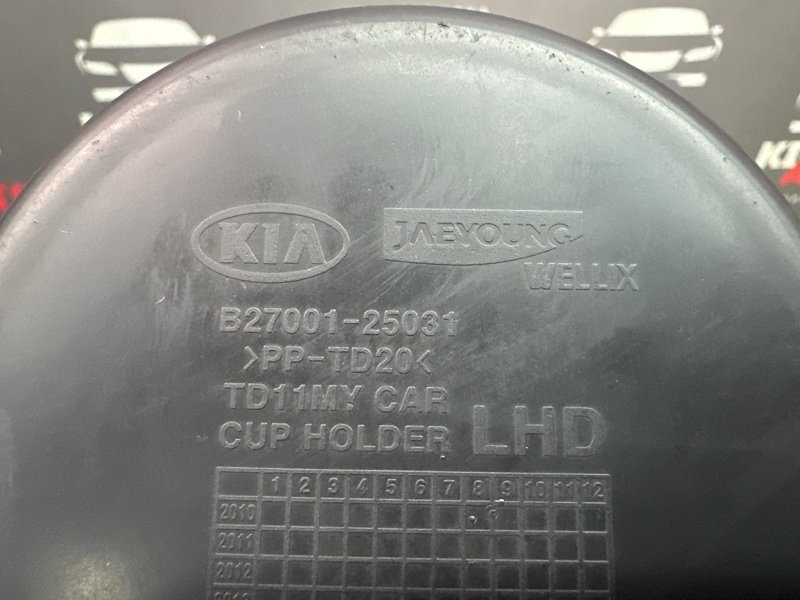 KIA JAEYOUNG
WELLIX
B27001-25031
>PP-TD20<
TD11MY CAR
CUP HOLDER LHD
1 2 3 4 5 6 7 8 9 10 11 12
2010
2011
2012